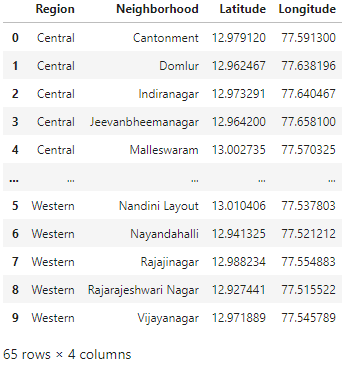 Region Neighborhood Latitude Longitude
0 Central Cantonment 12.979120 77.591300
1 Central Domlur 12.962467 77.638196
2 Central Indiranagar 12.973291 77.640467
3 Central Jeevanbheemanagar 12.964200 77.658100
4 Central Malleswaram 13.002735 77.570325
... ... ... ... ...
5 Western Nandini Layout 13.010406 77.537803
6 Western Nayandahalli 12.941325 77.521212
7 Western Rajajinagar 12.988234 77.554883
8 Western Rajarajeshwari Nagar 12.927441 77.515522
9 Western Vijayanagar 12.971889 77.545789
65 rows × 4 columns